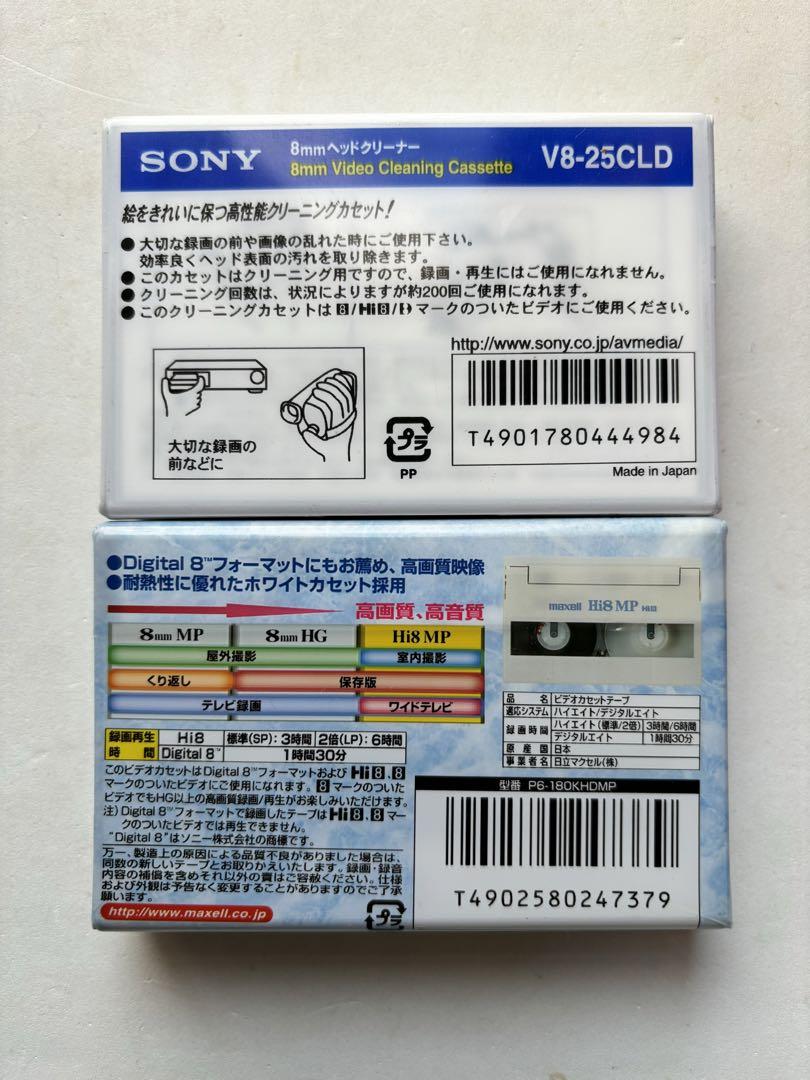 SONY
8mmヘッドクリーナー
8mm Video Cleaning Cassette
V8-25CLD
絵をきれいに保つ高性能クリーニングカセット!
● 大切な録画の前や画像の乱れた時にご使用下さい。
効率良くヘッド表面の汚れを取り除きます。
● このカセットはクリーニング用ですので、録画・再生にはご使用になれません。
● クリーニング回数は、状況によりますが約200回ご使用になれます。
● このクリーニングカセットは 8/Hi8/ マークのついたビデオにご使用ください。
http://www.sony.co.jp/avmedia/
大切な録画の
前などに
プラ
PP
T4901780444984
Made in Japan
●Digital 8™フォーマットにもお薦め、高画質映像
●耐熱性に優れたホワイトカセット採用
高画質、高音質
8mm MP 8mm HG Hi8 MP
屋外撮影 室内撮影
くり返し 保存版
テレビ録画 ワイドテレビ
maxell Hi8 MP Hi8
品名 ビデオカセットテープ
適応システム ハイエイト/デジタルエイト
録画時間 ハイエイト(標準/2倍) 3時間/6時間
デジタルエイト 1時間30分
原産国 日本
事業者名 日立マクセル(株)
録画再生時間 Hi8 標準(SP):3時間 2倍(LP):6時間
Digital 8™ 1時間30分
このビデオカセットはDigital 8™フォーマットおよび Hi8、8
マークのついたビデオにご使用になれます。8 マークのついた
ビデオでもHG以上の高画質録画/再生がお楽しみいただけます。
注)Digital 8™フォーマットで録画したテープはHi8、8 マー
クのついたビデオでは再生できません。
"Digital 8"はソニー株式会社の商標です。
万一、製造上の原因による品質不良がありました場合は、
同数の新しいテープとお取りかえいたします。録画・録音
内容の補償を含めそれ以外の責はご容赦ください。仕様
および外観は予告なく変更することがありますのでご了承
願います。
http://www.maxell.co.jp
プラ
型番 P6-180KHDMP
T4902580247379